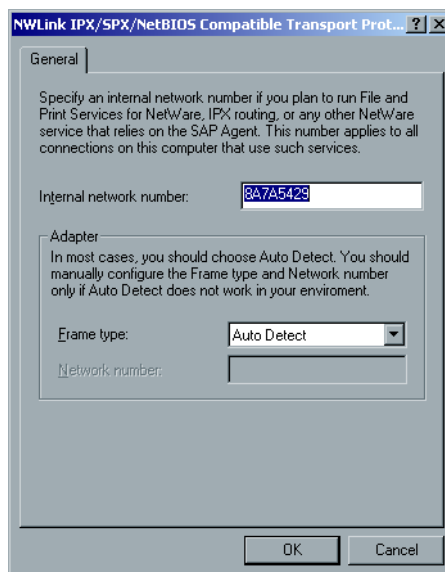 NWLink IPX/SPX/NetBIOS Compatible Transport Prot...
General
Specify an internal network number if you plan to run File and
Print Services for NetWare, IPX routing, or any other NetWare
service that relies on the SAP Agent. This number applies to all
connections on this computer that use such services.
Internal network number: 8A7A5429
Adapter
In most cases, you should choose Auto Detect. You should
manually configure the Frame type and Network number
only if Auto Detect does not work in your enviroment.
Frame type: Auto Detect
Network number:
OK Cancel